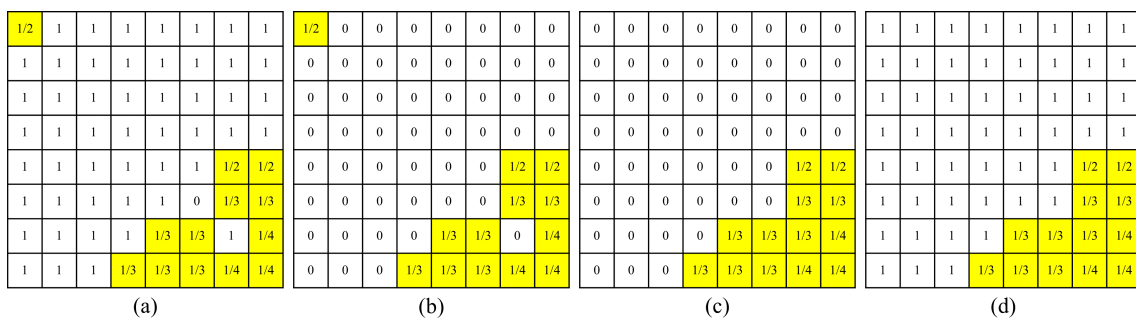 1/2 1 1 1 1 1 1 1 1/2 0 0 0 0 0 0 0 0 0 0 0 0 0 0 0 1 1 1 1 1 1 1 1
1 1 1 1 1 1 1 1 0 0 0 0 0 0 0 0 0 0 0 0 0 0 0 0 1 1 1 1 1 1 1 1
1 1 1 1 1 1 1 1 0 0 0 0 0 0 0 0 0 0 0 0 0 0 0 0 1 1 1 1 1 1 1 1
1 1 1 1 1 1 1 1 0 0 0 0 0 0 0 0 0 0 0 0 0 0 0 0 1 1 1 1 1 1 1 1
1 1 1 1 1 1 1/2 1/2 0 0 0 0 0 0 1/2 1/2 0 0 0 0 0 0 1/2 1/2 1 1 1 1 1 1 1/2 1/2
1 1 1 1 1 0 1/3 1/3 0 0 0 0 0 0 1/3 1/3 0 0 0 0 0 0 1/3 1/3 1 1 1 1 1 1 1/3 1/3
1 1 1 1 1/3 1/3 1 1/4 0 0 0 0 1/3 1/3 0 1/4 0 0 0 0 1/3 1/3 1/3 1/4 1 1 1 1 1/3 1/3 1/3 1/4
1 1 1 1/3 1/3 1/3 1/4 1/4 0 0 0 1/3 1/3 1/3 1/4 1/4 0 0 0 1/3 1/3 1/3 1/4 1/4 1 1 1 1/3 1/3 1/3 1/4 1/4
(a) (b) (c) (d)